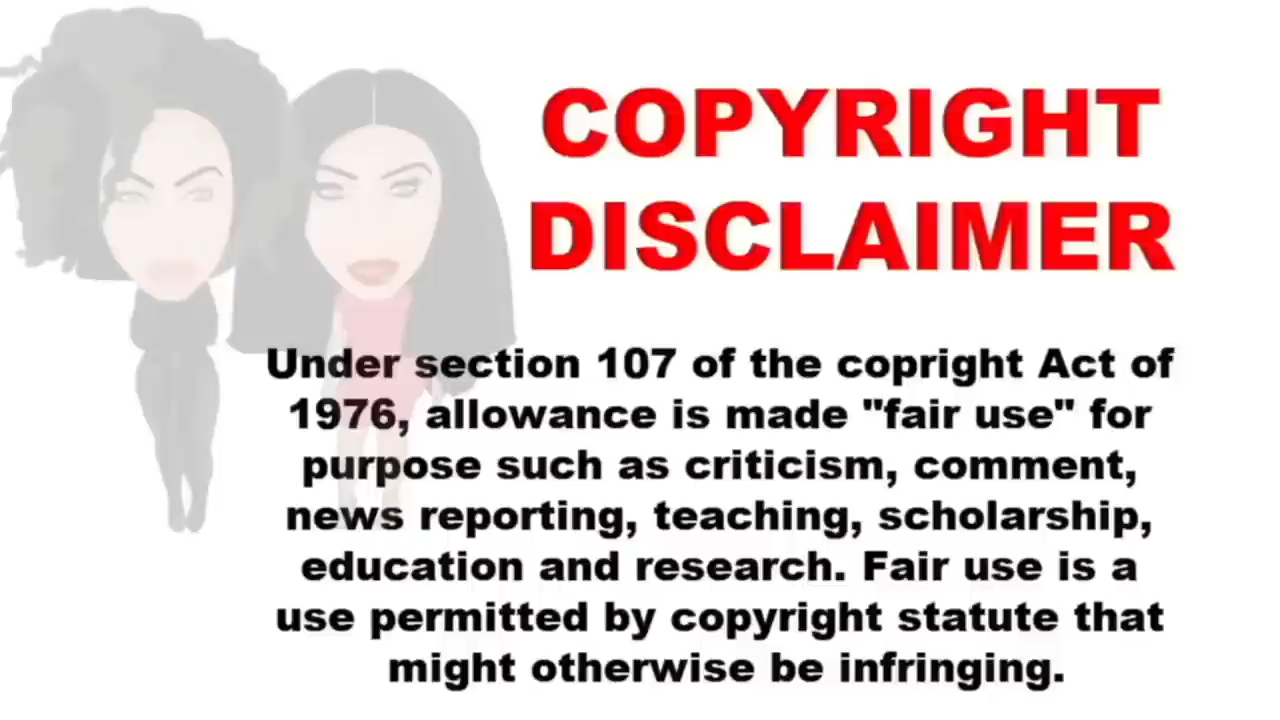 COPYRIGHT
DISCLAIMER
Under section 107 of the copright Act of
1976, allowance is made "fair use" for
purpose such as criticism, comment,
news reporting, teaching, scholarship,
education and research. Fair use is a
use permitted by copyright statute that
might otherwise be infringing.